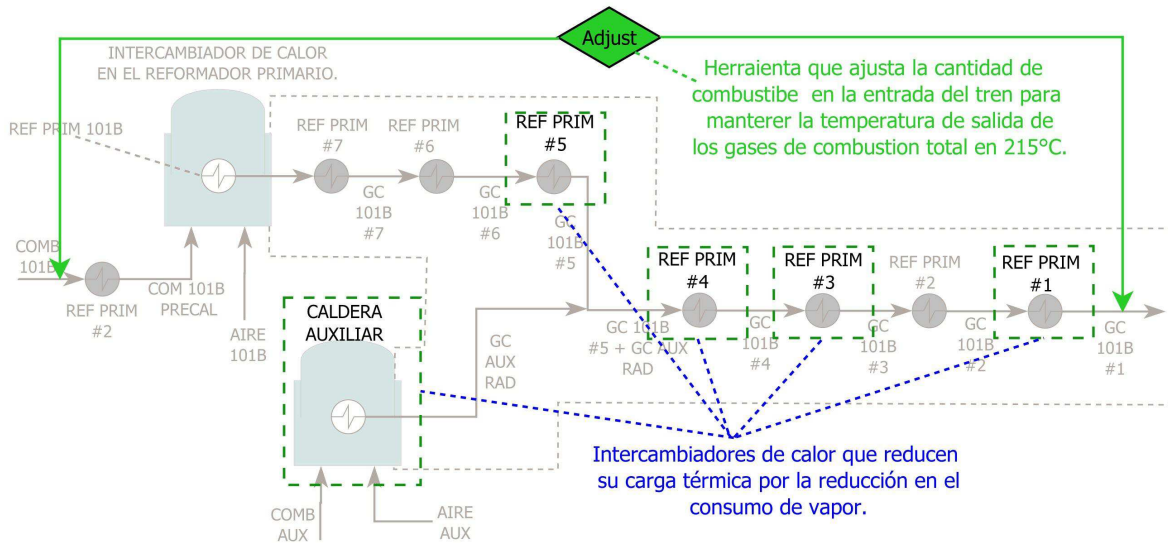 Adjust
INTERCAMBIADOR DE CALOR
EN EL REFORMADOR PRIMARIO.
Herraienta que ajusta la cantidad de
combustibe en la entrada del tren para
manterer la temperatura de salida de
los gases de combustion total en 215°C.
REF PRIM 101B
REF PRIM
#7
REF PRIM
#6
REF PRIM
#5
GC
101B
#7
GC
101B
#6
GC
101B
#5
COMB
101B
REF PRIM
#2
COM 101B
PRECAL
AIRE
101B
REF PRIM
#4
REF PRIM
#3
REF PRIM
#2
REF PRIM
#1
GC 101B
#5 + GC AUX
RAD
GC
101B
#4
GC
101B
#3
GC
101B
#2
GC
101B
#1
CALDERA
AUXILIAR
GC
AUX
RAD
COMB
AUX
AIRE
AUX
Intercambiadores de calor que reducen
su carga térmica por la reducción en el
consumo de vapor.